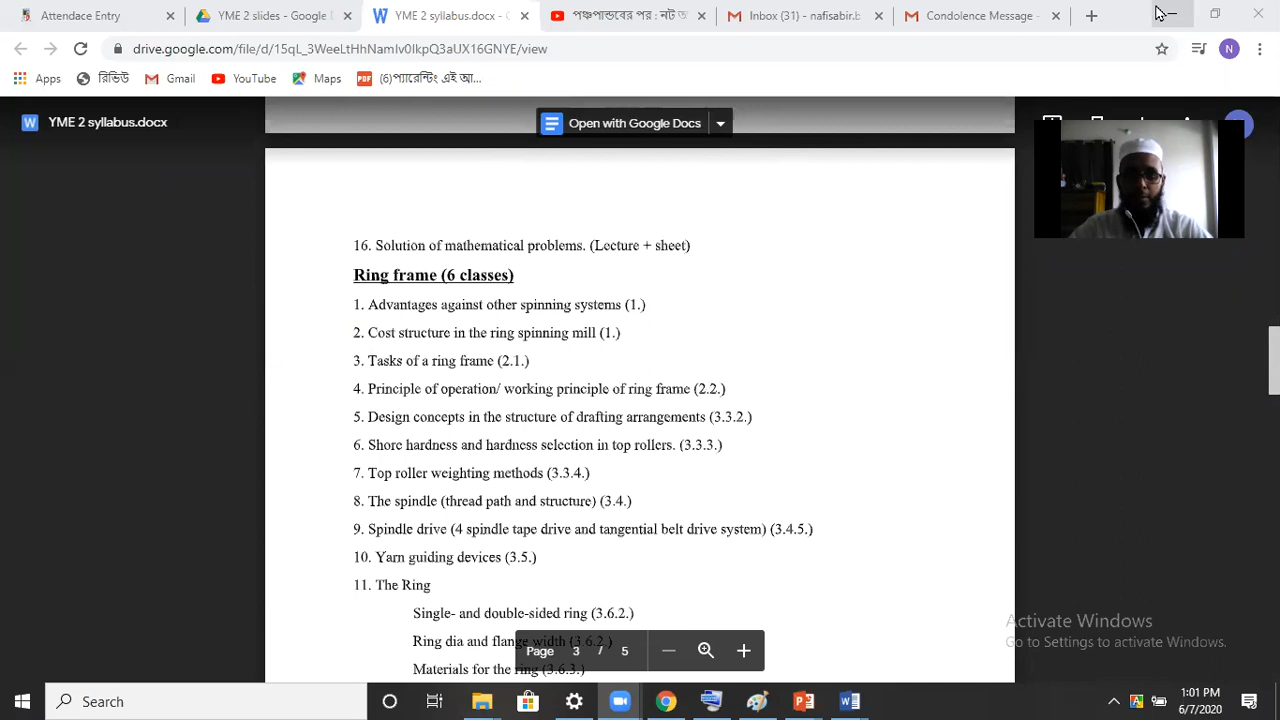 Attendance Entry
YME 2 slides - Google D
YME 2 syllabus.docx -
পঞ্চপান্ডবের পর : নট
Inbox (31) - nafisabir.b
Condolence Message -
drive.google.com/file/d/15qL_3WeeLtHhNamIv0IkpQ3aUX16GNYE/view
N
Apps
রিভিউ
Gmail
YouTube
Maps
(6)প্যারেন্টিং এই আ...
YME 2 syllabus.docx
Open with Google Docs
16. Solution of mathematical problems. (Lecture + sheet)
Ring frame (6 classes)
1. Advantages against other spinning systems (1.)
2. Cost structure in the ring spinning mill (1.)
3. Tasks of a ring frame (2.1.)
4. Principle of operation/ working principle of ring frame (2.2.)
5. Design concepts in the structure of drafting arrangements (3.3.2.)
6. Shore hardness and hardness selection in top rollers. (3.3.3.)
7. Top roller weighting methods (3.3.4.)
8. The spindle (thread path and structure) (3.4.)
9. Spindle drive (4 spindle tape drive and tangential belt drive system) (3.4.5.)
10. Yarn guiding devices (3.5.)
11. The Ring
Single- and double-sided ring (3.6.2.)
Ring dia and flange width (3.6.2.)
Materials for the ring (3.6.3.)
Page 3 / 5
Activate Windows
Go to Settings to activate Windows.
Search
1:01 PM
6/7/2020